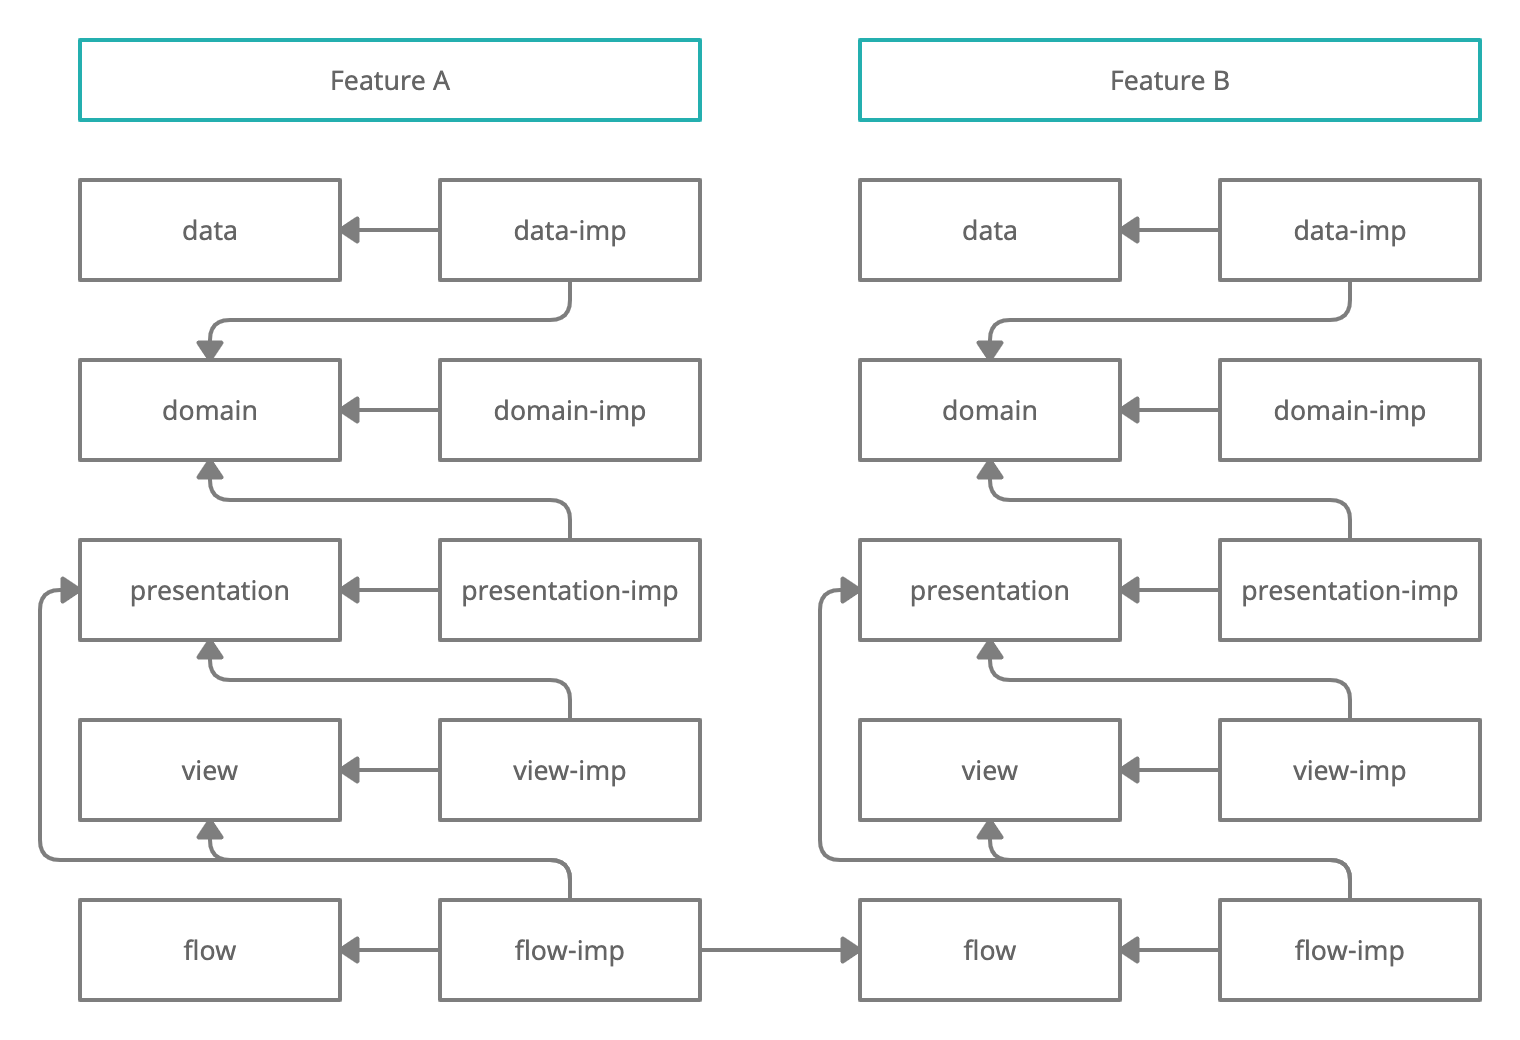 Feature A
Feature B
data
data-imp
data
data-imp
domain
domain-imp
domain
domain-imp
presentation
presentation-imp
presentation
presentation-imp
view
view-imp
view
view-imp
flow
flow-imp
flow
flow-imp